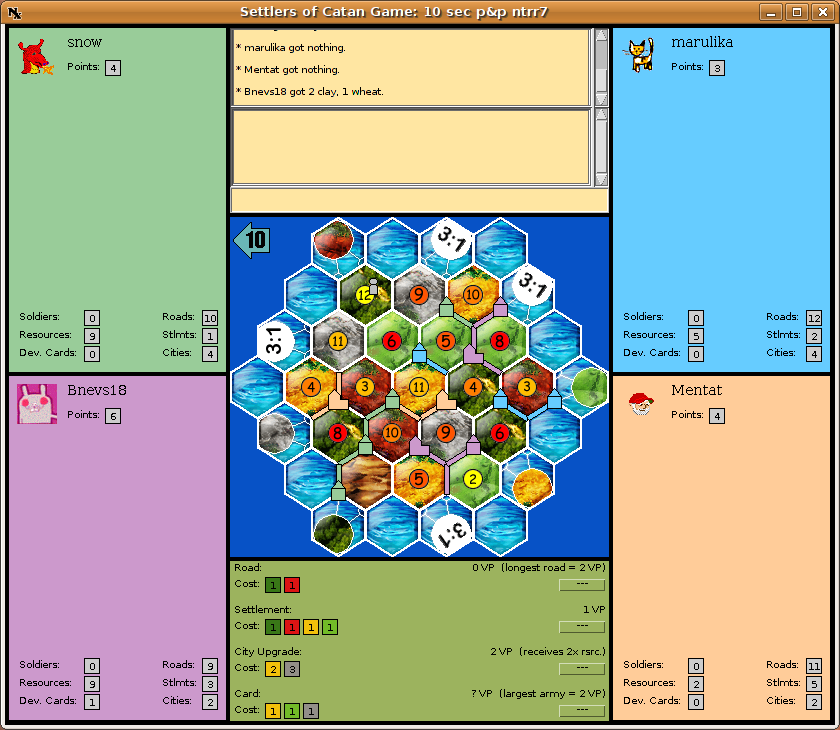 Settlers of Catan Game: 10 sec p&p ntrr7
snow
Points: 4
Soldiers: 0 Roads: 10
Resources: 9 Stlmts: 1
Dev. Cards: 0 Cities: 4
* marulika got nothing.
* Mentat got nothing.
* Bnevs18 got 2 clay, 1 wheat.
marulika
Points: 3
Soldiers: 0 Roads: 12
Resources: 5 Stlmts: 2
Dev. Cards: 0 Cities: 4
10
3:1
12 9 10 3:1
3:1 11 6 5 8
4 3 11 4 3
8 10 9 6
5 2
3:1
Bnevs18
Points: 6
Soldiers: 0 Roads: 9
Resources: 9 Stlmts: 3
Dev. Cards: 1 Cities: 2
Road: 0 VP (longest road = 2 VP)
Cost: 1 1 ---
Settlement: 1 VP
Cost: 1 1 1 1 ---
City Upgrade: 2 VP (receives 2x rsrc.)
Cost: 2 3 ---
Card: ? VP (largest army = 2 VP)
Cost: 1 1 1 ---
Mentat
Points: 4
Soldiers: 0 Roads: 11
Resources: 2 Stlmts: 5
Dev. Cards: 0 Cities: 2